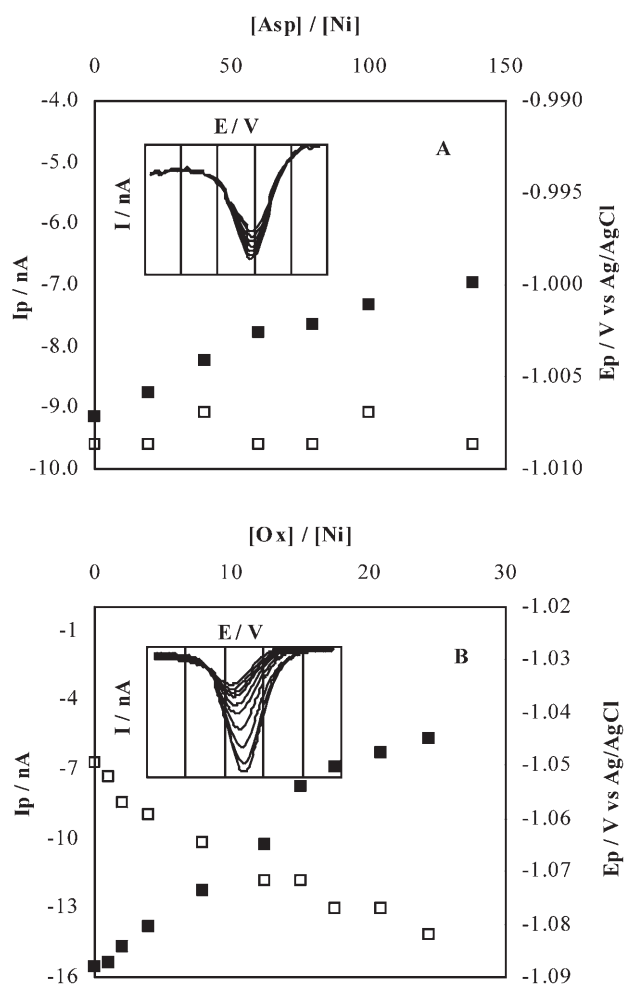 [Asp] / [Ni]
0 50 100 150
-4.0 -0.990
E / V
A
-5.0 -0.995
I / nA
-6.0
-7.0 -1.000
Ip / nA
Ep / V vs Ag/AgCl
-8.0 -1.005
-9.0
-10.0 -1.010
[Ox] / [Ni]
0 10 20 30
-1.02
-1
E / V
B
-1.03
I / nA
-4 -1.04
-7 -1.05
Ip / nA
Ep / V vs Ag/AgCl
-10 -1.06
-1.07
-13 -1.08
-16 -1.09